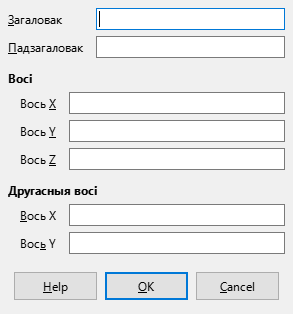 Загаловак
Падзагаловак
Восі
Вось X
Вось Y
Вось Z
Другасныя восі
Вось X
Вось Y
Help OK Cancel